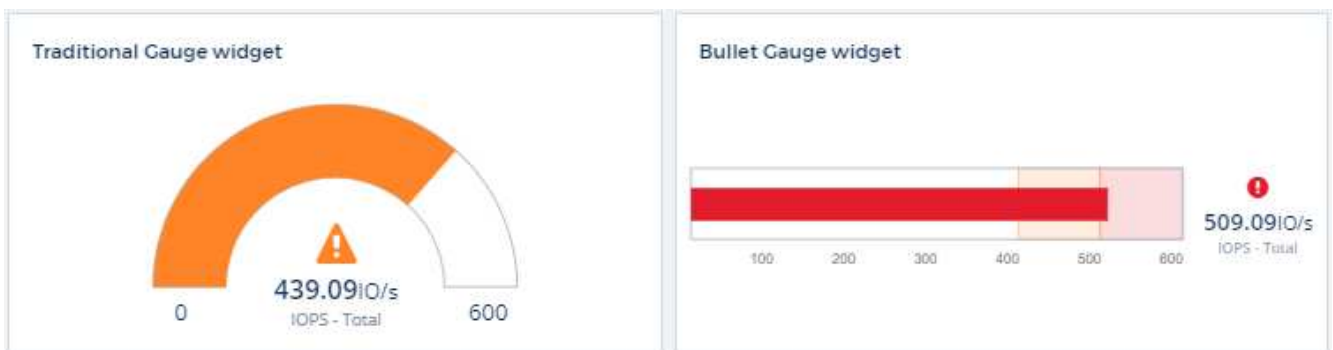 Traditional Gauge widget
439.09IO/s
0
IOPS - Total
600
Bullet Gauge widget
509.09IO/s
IOPS - Total
100 200 300 400 500 600